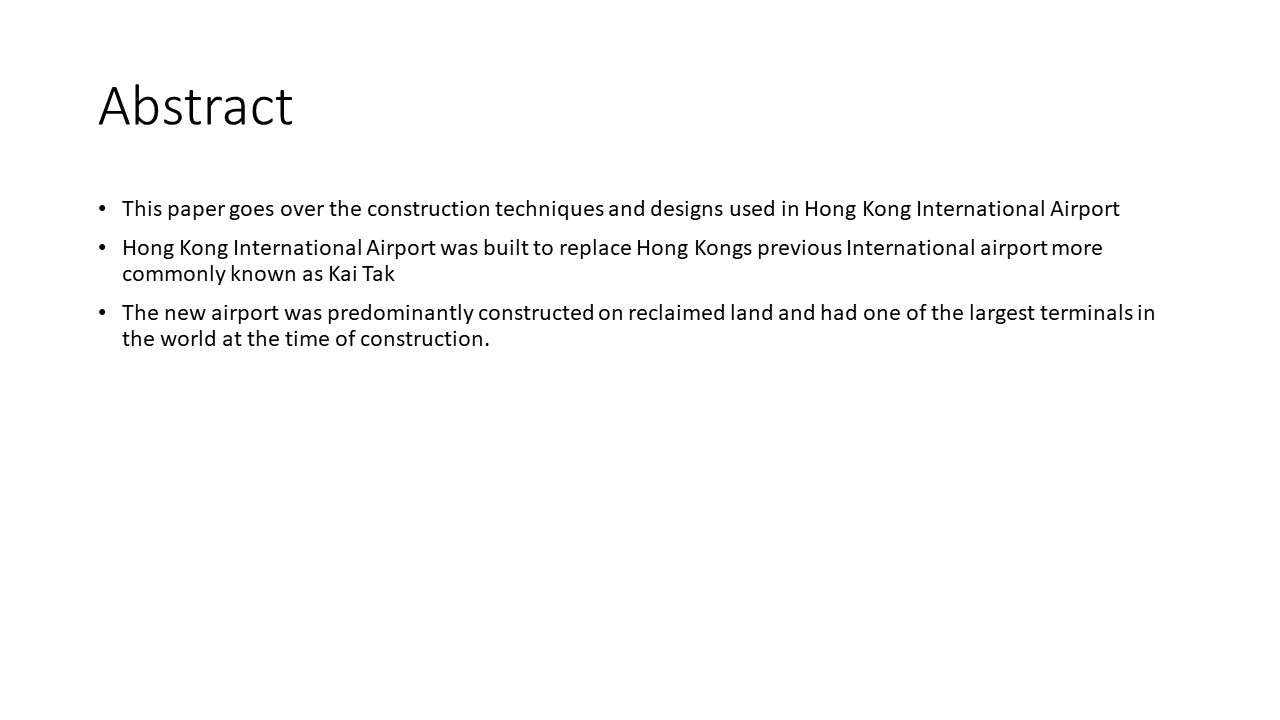 Abstract
• This paper goes over the construction techniques and designs used in Hong Kong International Airport
• Hong Kong International Airport was built to replace Hong Kongs previous International airport more
commonly known as Kai Tak
• The new airport was predominantly constructed on reclaimed land and had one of the largest terminals in
the world at the time of construction.